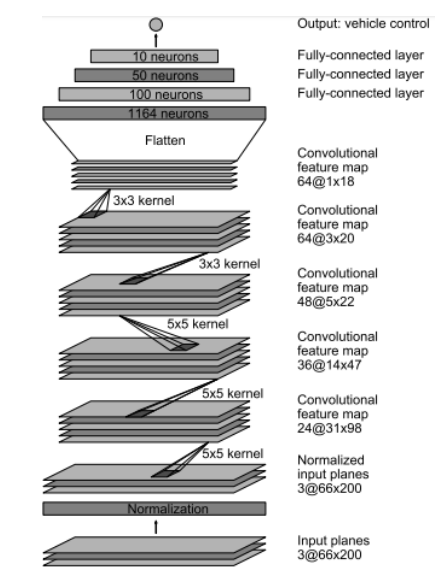 Output: vehicle control
10 neurons
Fully-connected layer
50 neurons
Fully-connected layer
100 neurons
Fully-connected layer
1164 neurons
Flatten
Convolutional
feature map
64@1x18
3x3 kernel
Convolutional
feature map
64@3x20
3x3 kernel
Convolutional
feature map
48@5x22
5x5 kernel
Convolutional
feature map
36@14x47
5x5 kernel
Convolutional
feature map
24@31x98
5x5 kernel
Normalized
input planes
3@66x200
Normalization
Input planes
3@66x200